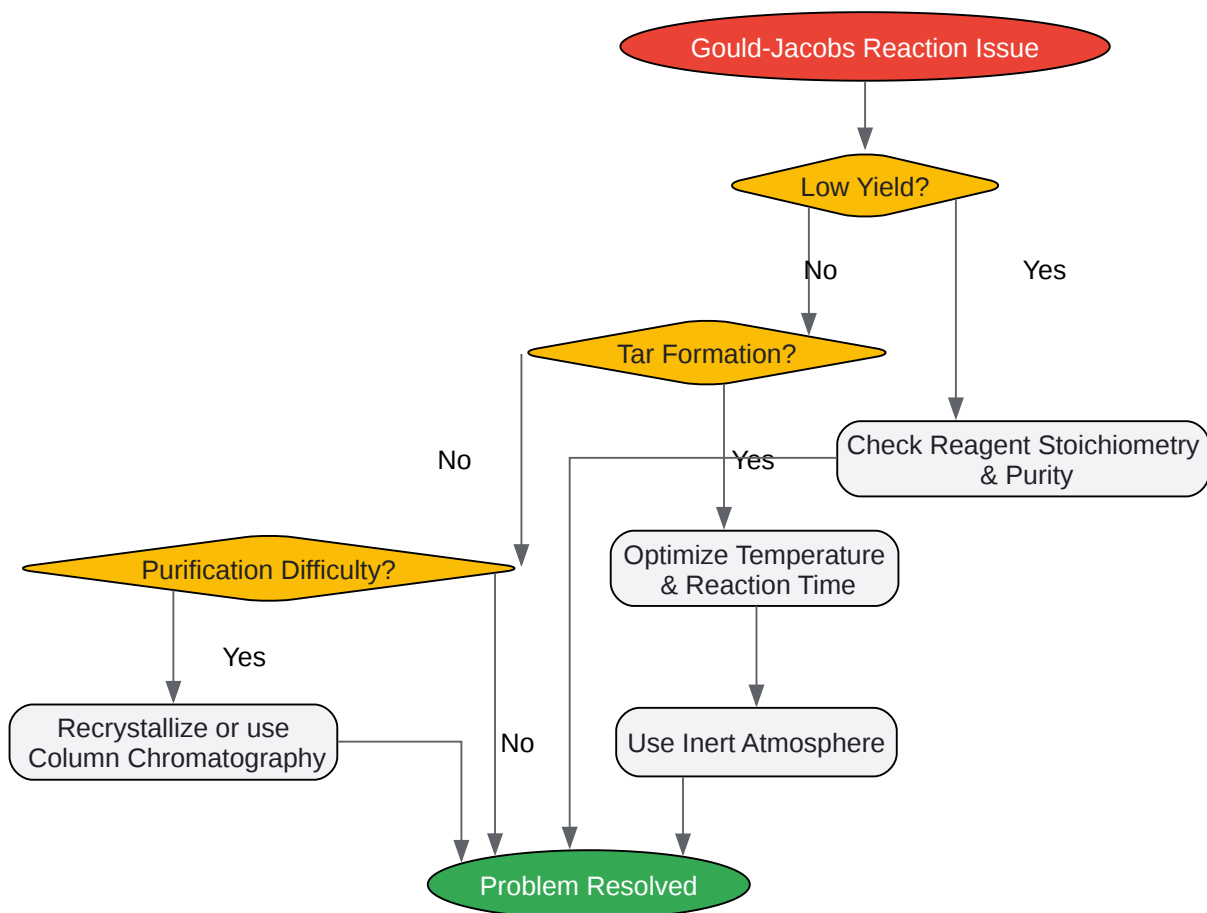 Gould-Jacobs Reaction Issue
Low Yield?
No
Yes
Tar Formation?
Check Reagent Stoichiometry
& Purity
No
Yes
Optimize Temperature
& Reaction Time
Purification Difficulty?
Yes
Recrystallize or use
Column Chromatography
No
Use Inert Atmosphere
Problem Resolved